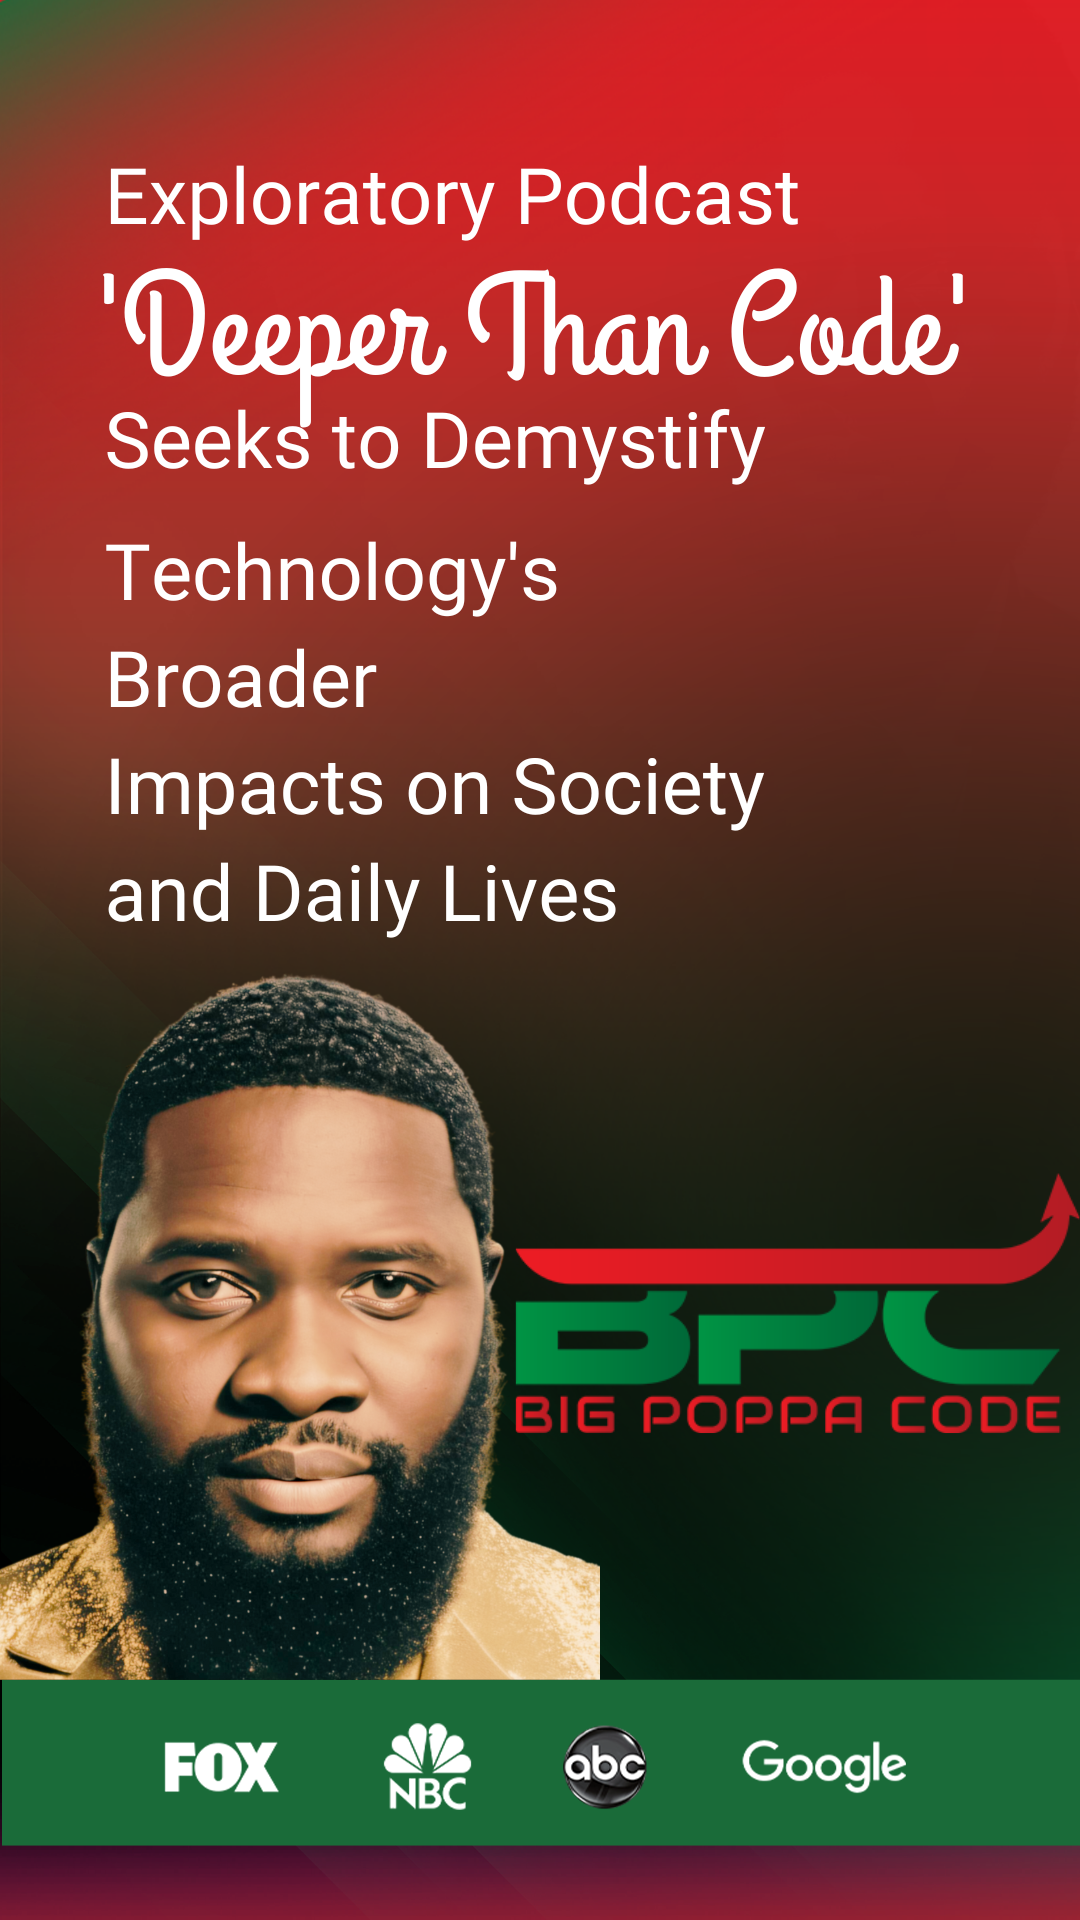 Exploratory Podcast
'Deeper Than Code'
Seeks to Demystify
Technology's
Broader
Impacts on Society
and Daily Lives
BPC
BIG POPPA CODE
FOX
NBC
abc
Google